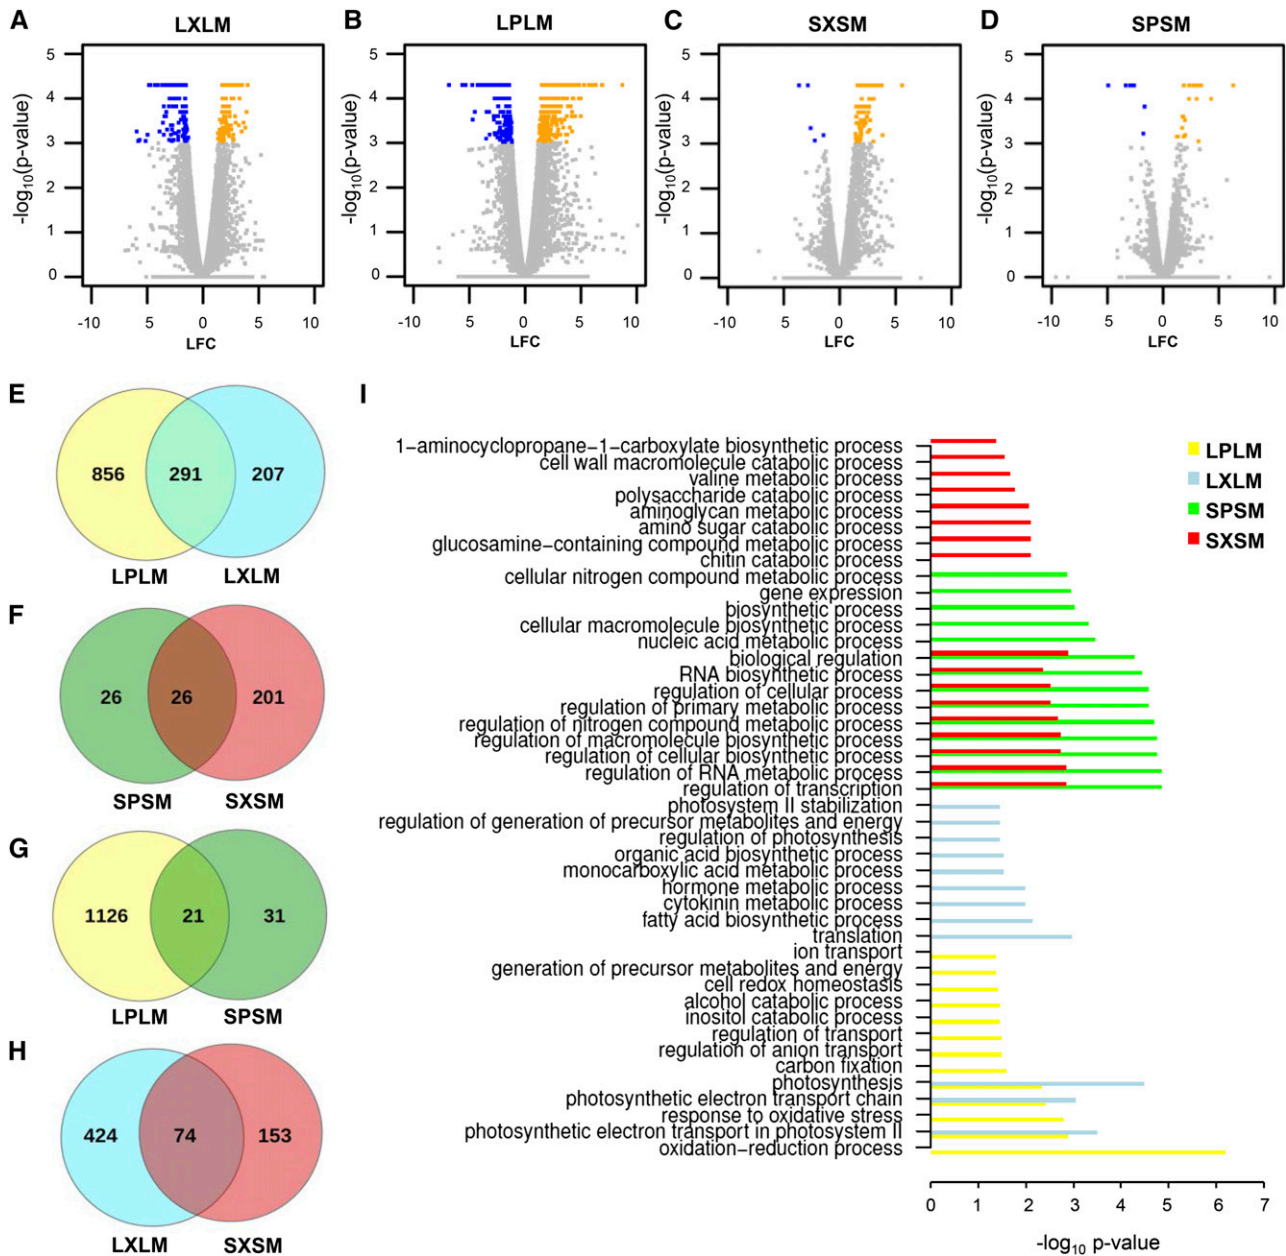 A
LXLM
-log10(p-value)
5
4
3
2
1
0
-10
5
0
5
10
LFC
B
LPLM
-log10(p-value)
5
4
3
2
1
0
-10
5
0
5
10
LFC
C
SXSM
-log10(p-value)
5
4
3
2
1
0
-10
5
0
5
10
LFC
D
SPSM
-log10(p-value)
5
4
3
2
1
0
-10
-5
0
5
10
LFC
E
856
291
207
LPLM
LXLM
F
26
26
201
SPSM
SXSM
G
1126
21
31
LPLM
SPSM
H
424
74
153
LXLM
SXSM
I
1−aminocyclopropane−1−carboxylate biosynthetic process
cell wall macromolecule catabolic process
valine metabolic process
polysaccharide catabolic process
aminoglycan metabolic process
amino sugar catabolic process
glucosamine−containing compound metabolic process
chitin catabolic process
cellular nitrogen compound metabolic process
gene expression
biosynthetic process
cellular macromolecule biosynthetic process
nucleic acid metabolic process
biological regulation
RNA biosynthetic process
regulation of cellular process
regulation of primary metabolic process
regulation of nitrogen compound metabolic process
regulation of macromolecule biosynthetic process
regulation of cellular biosynthetic process
regulation of RNA metabolic process
regulation of transcription
photosystem II stabilization
regulation of generation of precursor metabolites and energy
regulation of photosynthesis
organic acid biosynthetic process
monocarboxylic acid metabolic process
hormone metabolic process
cytokinin metabolic process
fatty acid biosynthetic process
translation
ion transport
generation of precursor metabolites and energy
cell redox homeostasis
alcohol catabolic process
inositol catabolic process
regulation of transport
regulation of anion transport
carbon fixation
photosynthesis
photosynthetic electron transport chain
response to oxidative stress
photosynthetic electron transport in photosystem II
oxidation−reduction process
LPLM
LXLM
SPSM
SXSM
0 1 2 3 4 5 6 7
-log10 p-value